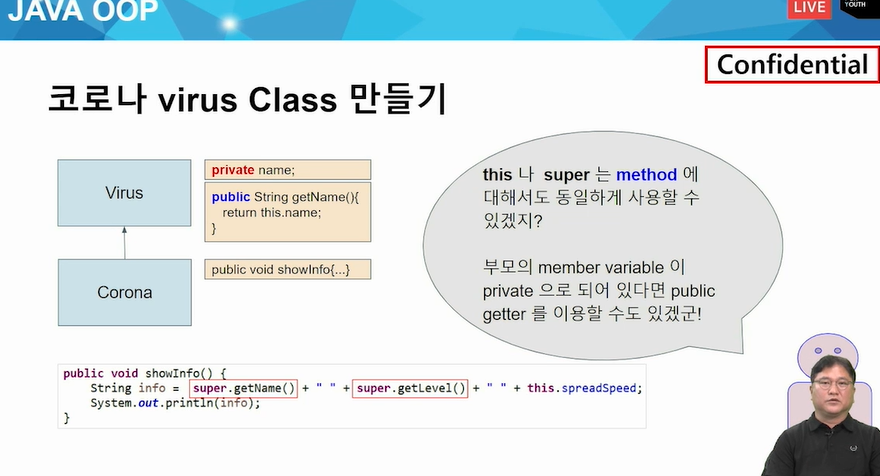 JAVA OOP
LIVE
YOUTH
Confidential
코로나 virus Class 만들기
Virus
private name;
public String getName(){
return this.name;
}
Corona
public void showInfo{...}
this 나 super 는 method 에
대해서도 동일하게 사용할 수
있겠지?
부모의 member variable 이
private 으로 되어 있다면 public
getter 를 이용할 수도 있겠군!
public void showInfo() {
String info = super.getName() + " " + super.getLevel() + " " + this.spreadSpeed;
System.out.println(info);
}